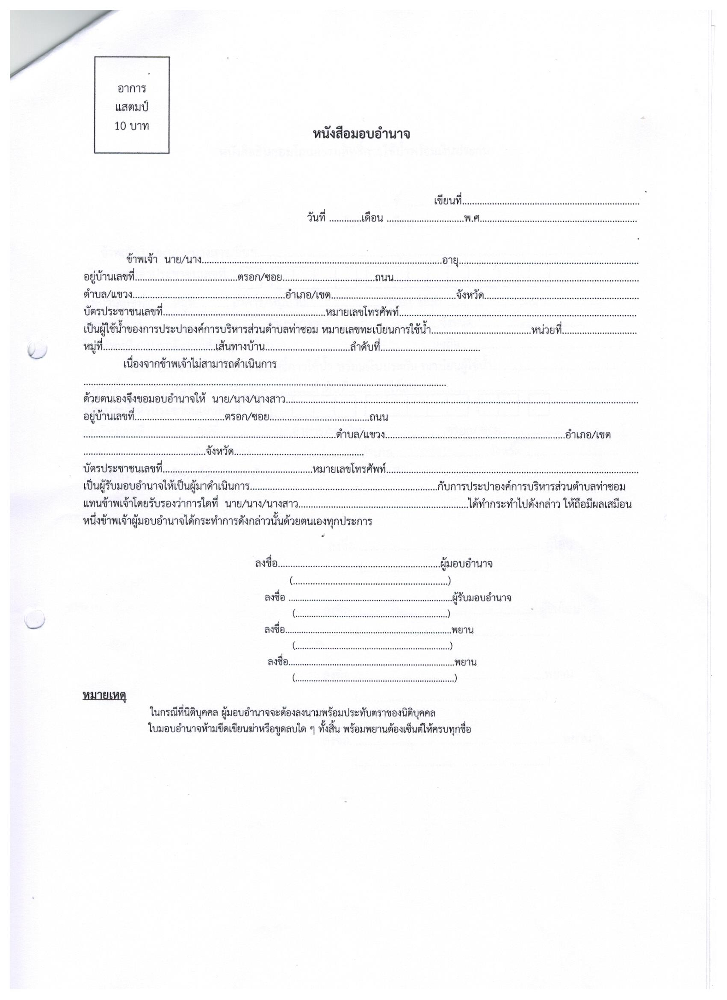 อาการ
แสตมป์
10 บาท
หนังสือมอบอำนาจ
เขียนที่........................................................................
วันที่ .............เดือน ................................พ.ศ................................................................
ข้าพเจ้า  นาย/นาง.................................................................................................อายุ.........................................................................
อยู่บ้านเลขที่..........................................ตรอก/ซอย......................................ถนน...................................................................................................
ตำบล/แขวง..............................................................อำเภอ/เขต...................................................จังหวัด...............................................................
บัตรประชาชนเลขที่..................................................................หมายเลขโทรศัพท์................................................................................................
เป็นผู้ใช้น้ำของการประปาองค์การบริหารส่วนตำบลท่าซอม หมายเลขทะเบียนการใช้น้ำ.........................................หน่วยที่..............................
หมู่ที่..............................................เส้นทางบ้าน...................................ลำดับที่........................................
เนื่องจากข้าพเจ้าไม่สามารถดำเนินการ
....................................................................................................................................................
ด้วยตนเองจึงขอมอบอำนาจให้  นาย/นาง/นางสาว...............................................................................................................................................
อยู่บ้านเลขที่.....................................ตรอก/ซอย.........................................ถนน
.......................................................................................................ตำบล/แขวง.........................................................................อำเภอ/เขต
..................................................จังหวัด.....................................................
บัตรประชาชนเลขที่.............................................................หมายเลขโทรศัพท์......................................................................................................
เป็นผู้รับมอบอำนาจให้เป็นผู้มาดำเนินการ............................................................................กับการประปาองค์การบริหารส่วนตำบลท่าซอม
แทนข้าพเจ้าโดยรับรองว่าการใดที่  นาย/นาง/นางสาว.....................................................................ได้ทำกระทำไปดังกล่าว ให้ถือมีผลเสมือน
หนึ่งข้าพเจ้าผู้มอบอำนาจได้กระทำการดังกล่าวนั้นด้วยตนเองทุกประการ
ลงชื่อ..................................................................ผู้มอบอำนาจ
(...............................................................)
ลงชื่อ ...................................................................ผู้รับมอบอำนาจ
(..............................................................)
ลงชื่อ....................................................................พยาน
(...............................................................)
ลงชื่อ....................................................................พยาน
(................................................................)
หมายเหตุ
ในกรณีที่นิติบุคคล ผู้มอบอำนาจจะต้องลงนามพร้อมประทับตราของนิติบุคคล
ใบมอบอำนาจห้ามขีดเขียนฆ่าหรือขูดลบใด ๆ ทั้งสิ้น พร้อมพยานต้องเซ็นต์ให้ครบทุกชื่อ